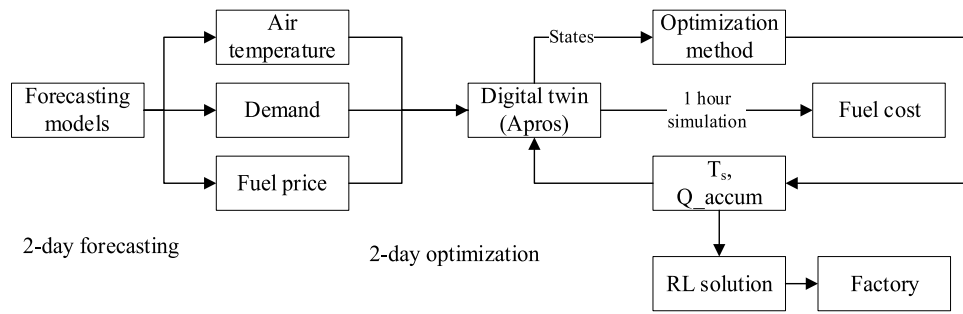 Forecasting
models
Air
temperature
Demand
Fuel price
2-day forecasting
Digital twin
(Apros)
States
Optimization
method
1 hour
simulation
Fuel cost
Tₛ,
Q_accum
2-day optimization
RL solution
Factory